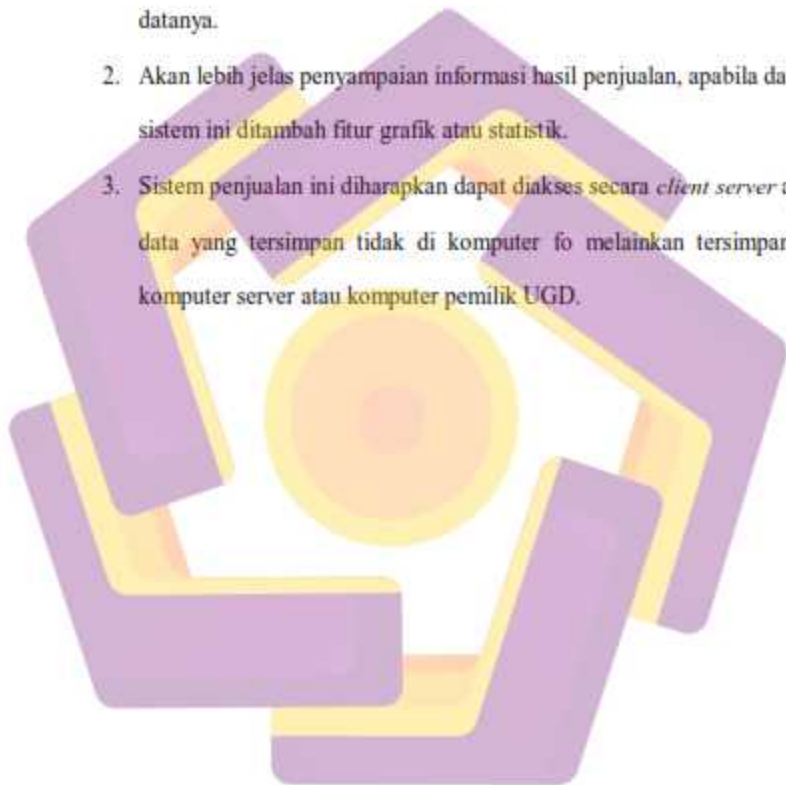 datanya.
2. Akan lebih jelas penyampaian informasi hasil penjualan, apabila da
sistem ini ditambah fitur grafik atau statistik.
3. Sistem penjualan ini diharapkan dapat diakses secara client server a
data yang tersimpan tidak di komputer fo melainkan tersimpan
komputer server atau komputer pemilik UGD.